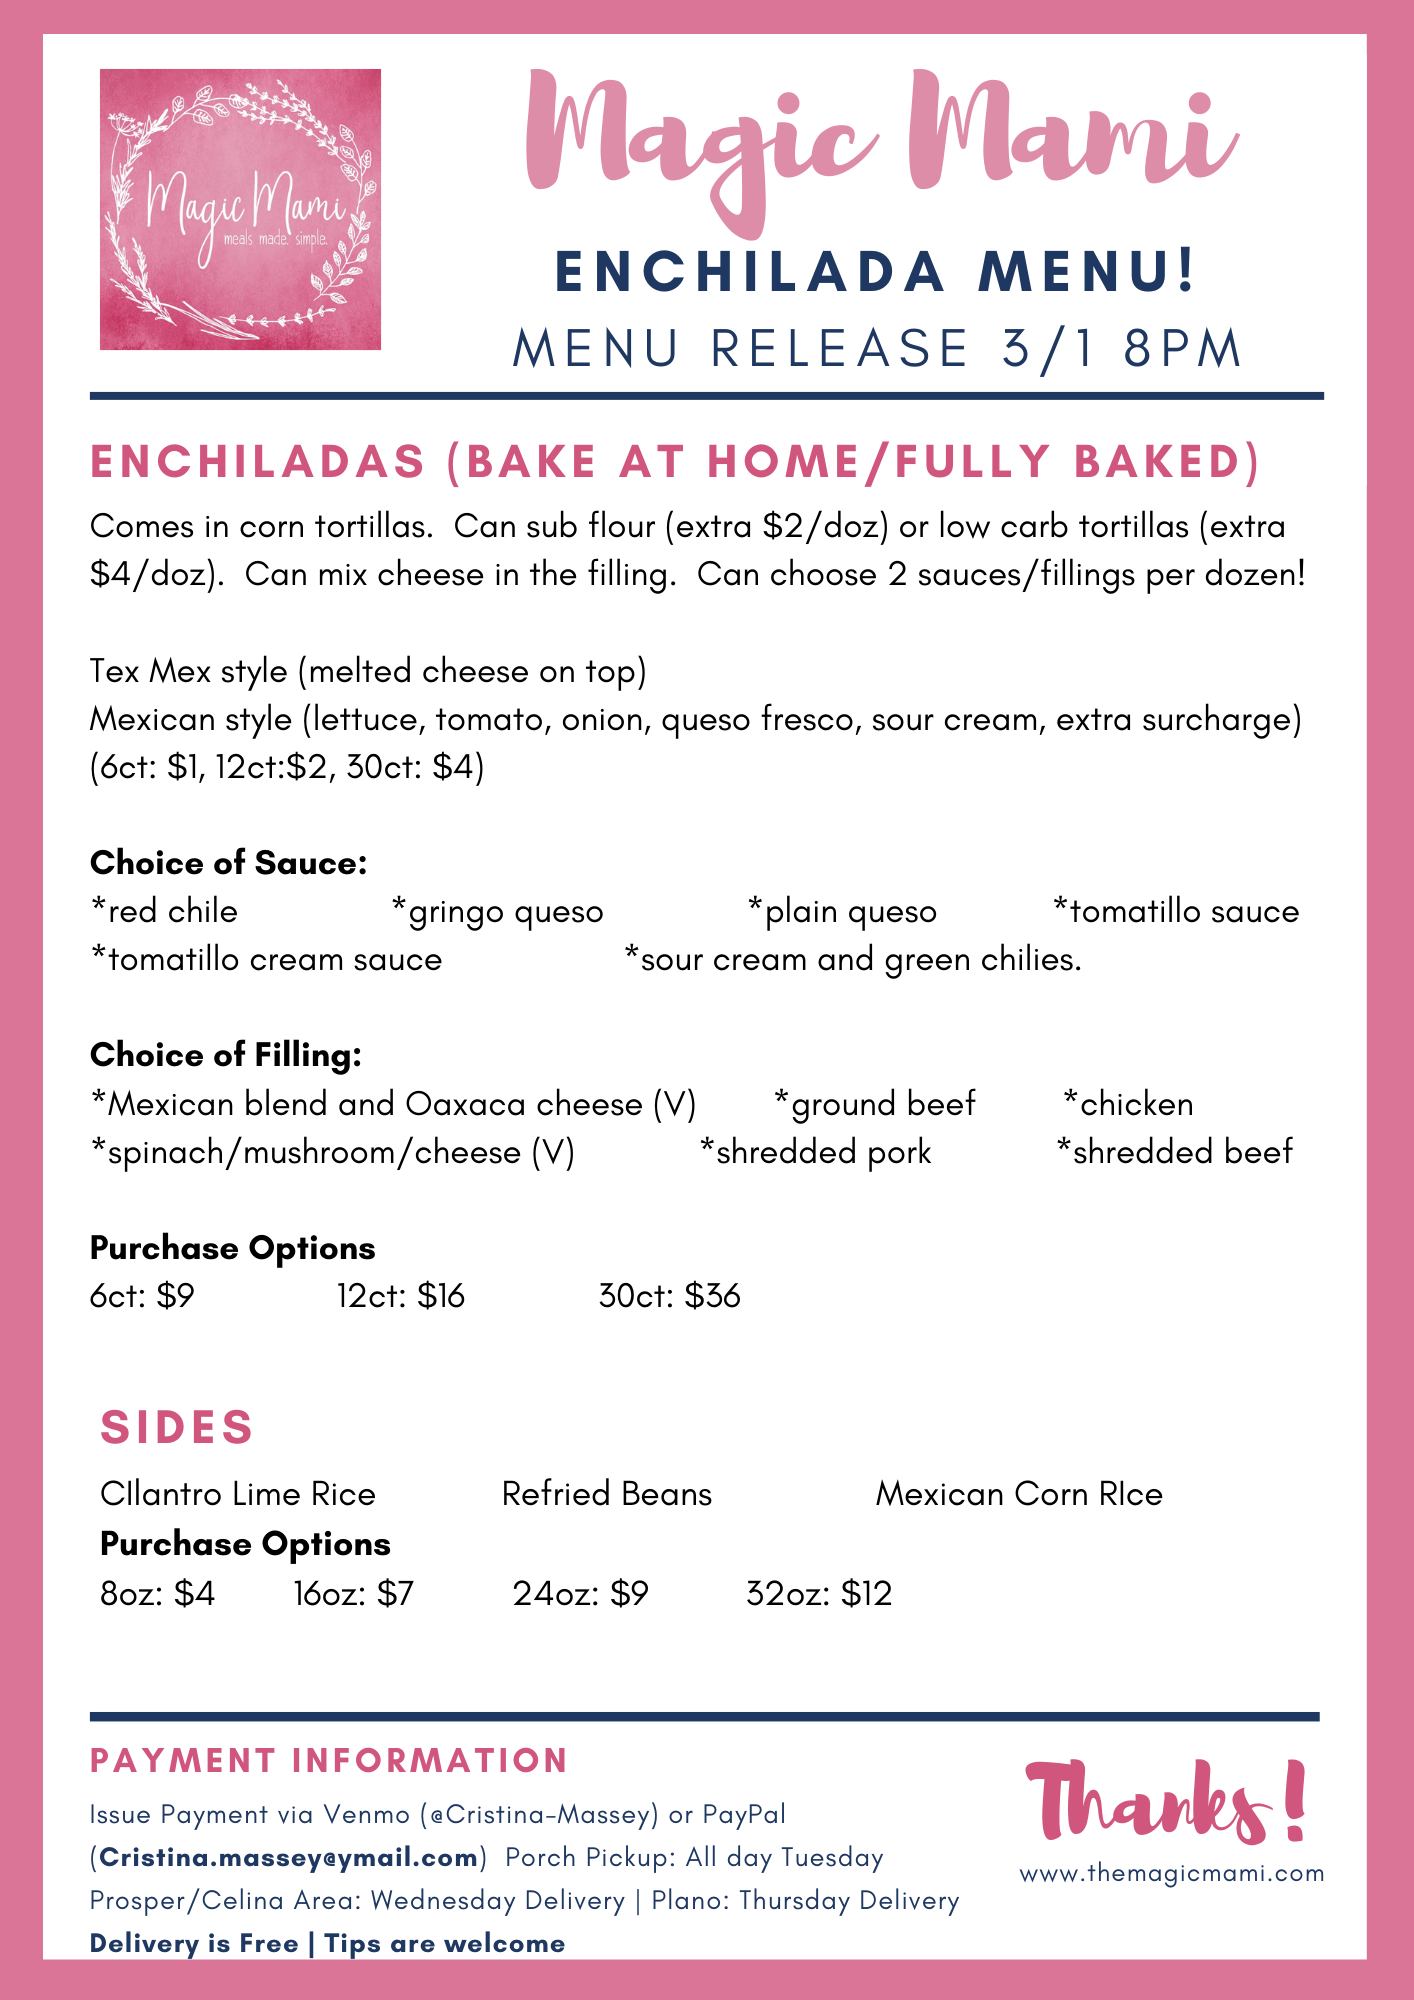 Magic Mami
meals made. simple.
Magic Mami
ENCHILADA MENU!
MENU RELEASE 3/1 8PM
ENCHILADAS (BAKE AT HOME/FULLY BAKED)
Comes in corn tortillas.  Can sub flour (extra $2/doz) or low carb tortillas (extra
$4/doz).  Can mix cheese in the filling.  Can choose 2 sauces/fillings per dozen!
Tex Mex style (melted cheese on top)
Mexican style (lettuce, tomato, onion, queso fresco, sour cream, extra surcharge)
(6ct: $1, 12ct:$2, 30ct: $4)
Choice of Sauce:
*red chile *gringo queso *plain queso *tomatillo sauce
*tomatillo cream sauce *sour cream and green chilies.
Choice of Filling:
*Mexican blend and Oaxaca cheese (V) *ground beef *chicken
*spinach/mushroom/cheese (V) *shredded pork *shredded beef
Purchase Options
6ct: $9 12ct: $16 30ct: $36
SIDES
CIlantro Lime Rice Refried Beans Mexican Corn RIce
Purchase Options
8oz: $4 16oz: $7 24oz: $9 32oz: $12
PAYMENT INFORMATION
Issue Payment via Venmo (@Cristina-Massey) or PayPal
(Cristina.massey@ymail.com)  Porch Pickup: All day Tuesday
Prosper/Celina Area: Wednesday Delivery | Plano: Thursday Delivery
Delivery is Free | Tips are welcome
Thanks!
www.themagicmami.com